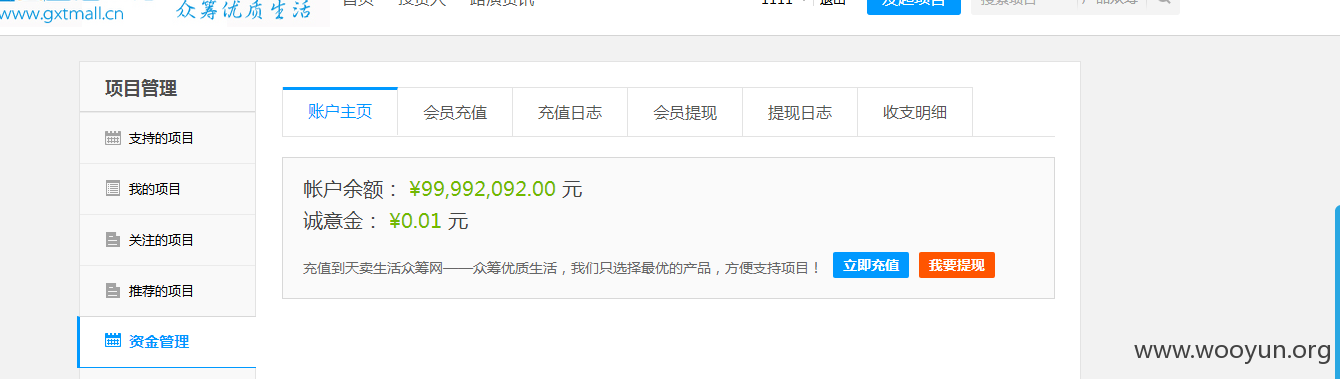 www.gxtmall.cn 众筹优质生活 首页 投资人 路演资讯 1111 退出 发起项目 搜索项目 产品众筹
项目管理
支持的项目
我的项目
关注的项目
推荐的项目
资金管理
账户主页 会员充值 充值日志 会员提现 提现日志 收支明细
帐户余额： ¥99,992,092.00 元
诚意金： ¥0.01 元
充值到天卖生活众筹网——众筹优质生活，我们只选择最优的产品，方便支持项目！ 立即充值 我要提现
www.wooyun.org